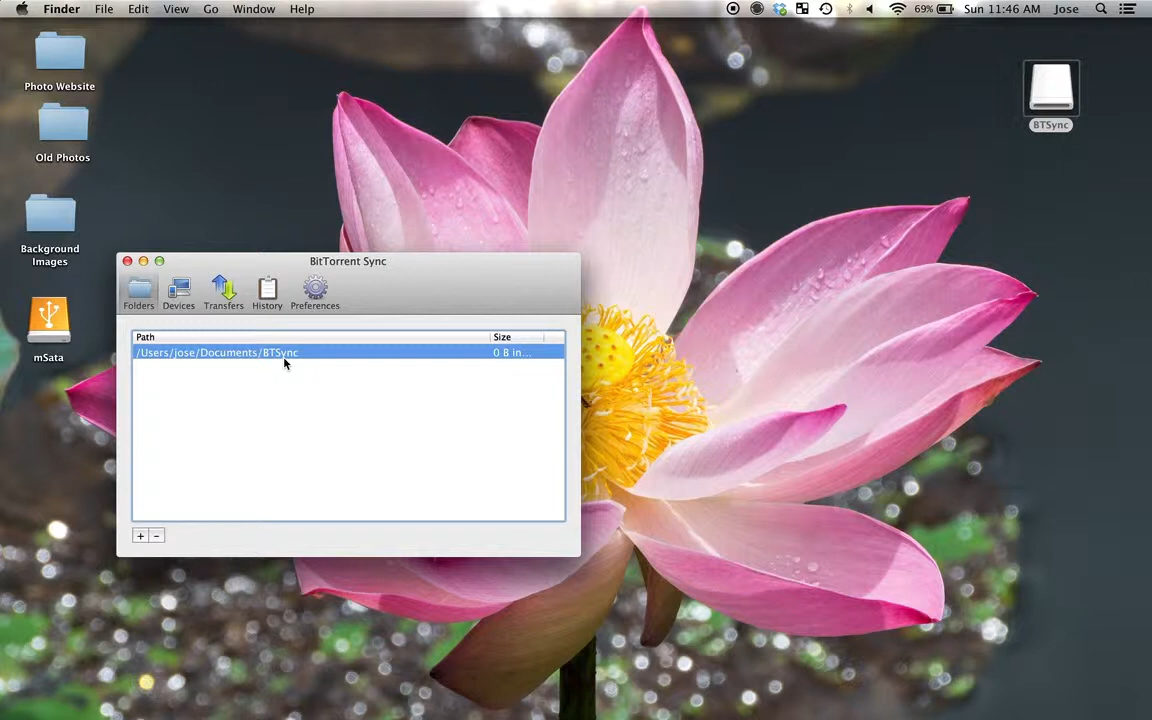 Finder File Edit View Go Window Help 69% Sun 11:46 AM Jose
Photo Website
Old Photos
Background
Images
mSata
BTSync
BitTorrent Sync
Folders Devices Transfers History Preferences
Path Size
/Users/jose/Documents/BTSync 0 B in...
+ −